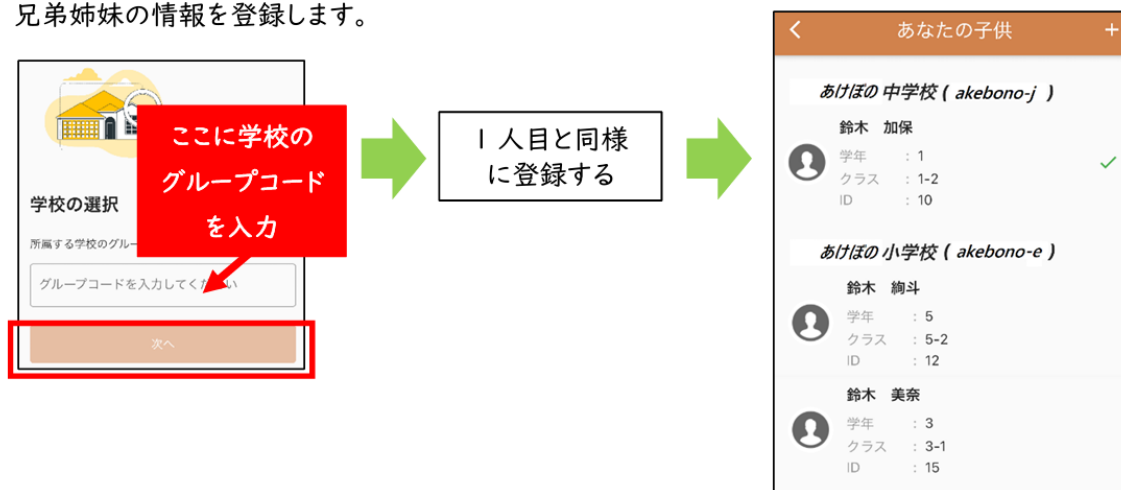 兄弟姉妹の情報を登録します。
ここに学校の
グループコード
を入力
学校の選択
所属する学校のグルー
グループコードを入力してく
い
次へ
1人目と同様
に登録する
あなたの子供
+
あけぼの中学校 ( akebono-j )
鈴木 加保
学年 : 1
クラス : 1-2
ID : 10
あけぼの小学校 ( akebono-e )
鈴木 絢斗
学年 : 5
クラス : 5-2
ID : 12
鈴木 美奈
学年 : 3
クラス : 3-1
ID : 15